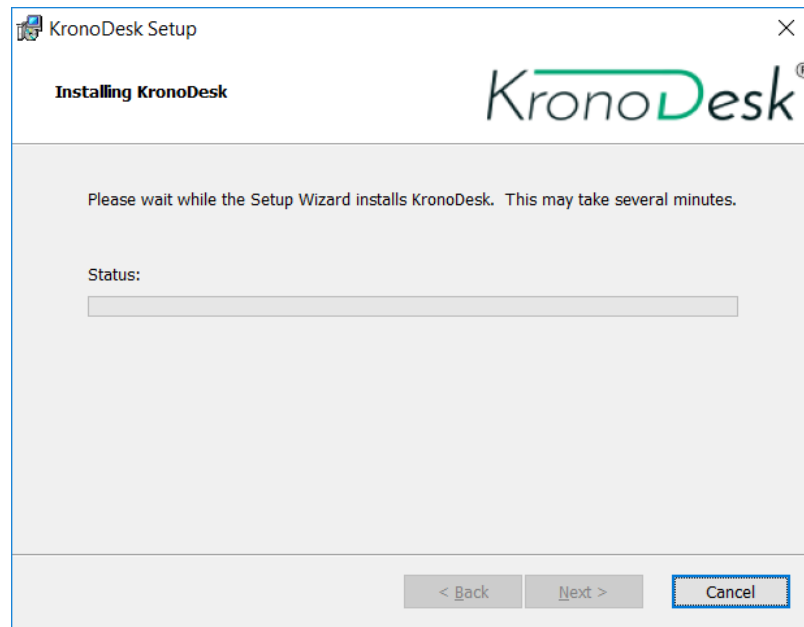 KronoDesk Setup
Installing KronoDesk
KronoDesk®
Please wait while the Setup Wizard installs KronoDesk.  This may take several minutes.
Status:
< Back
Next >
Cancel